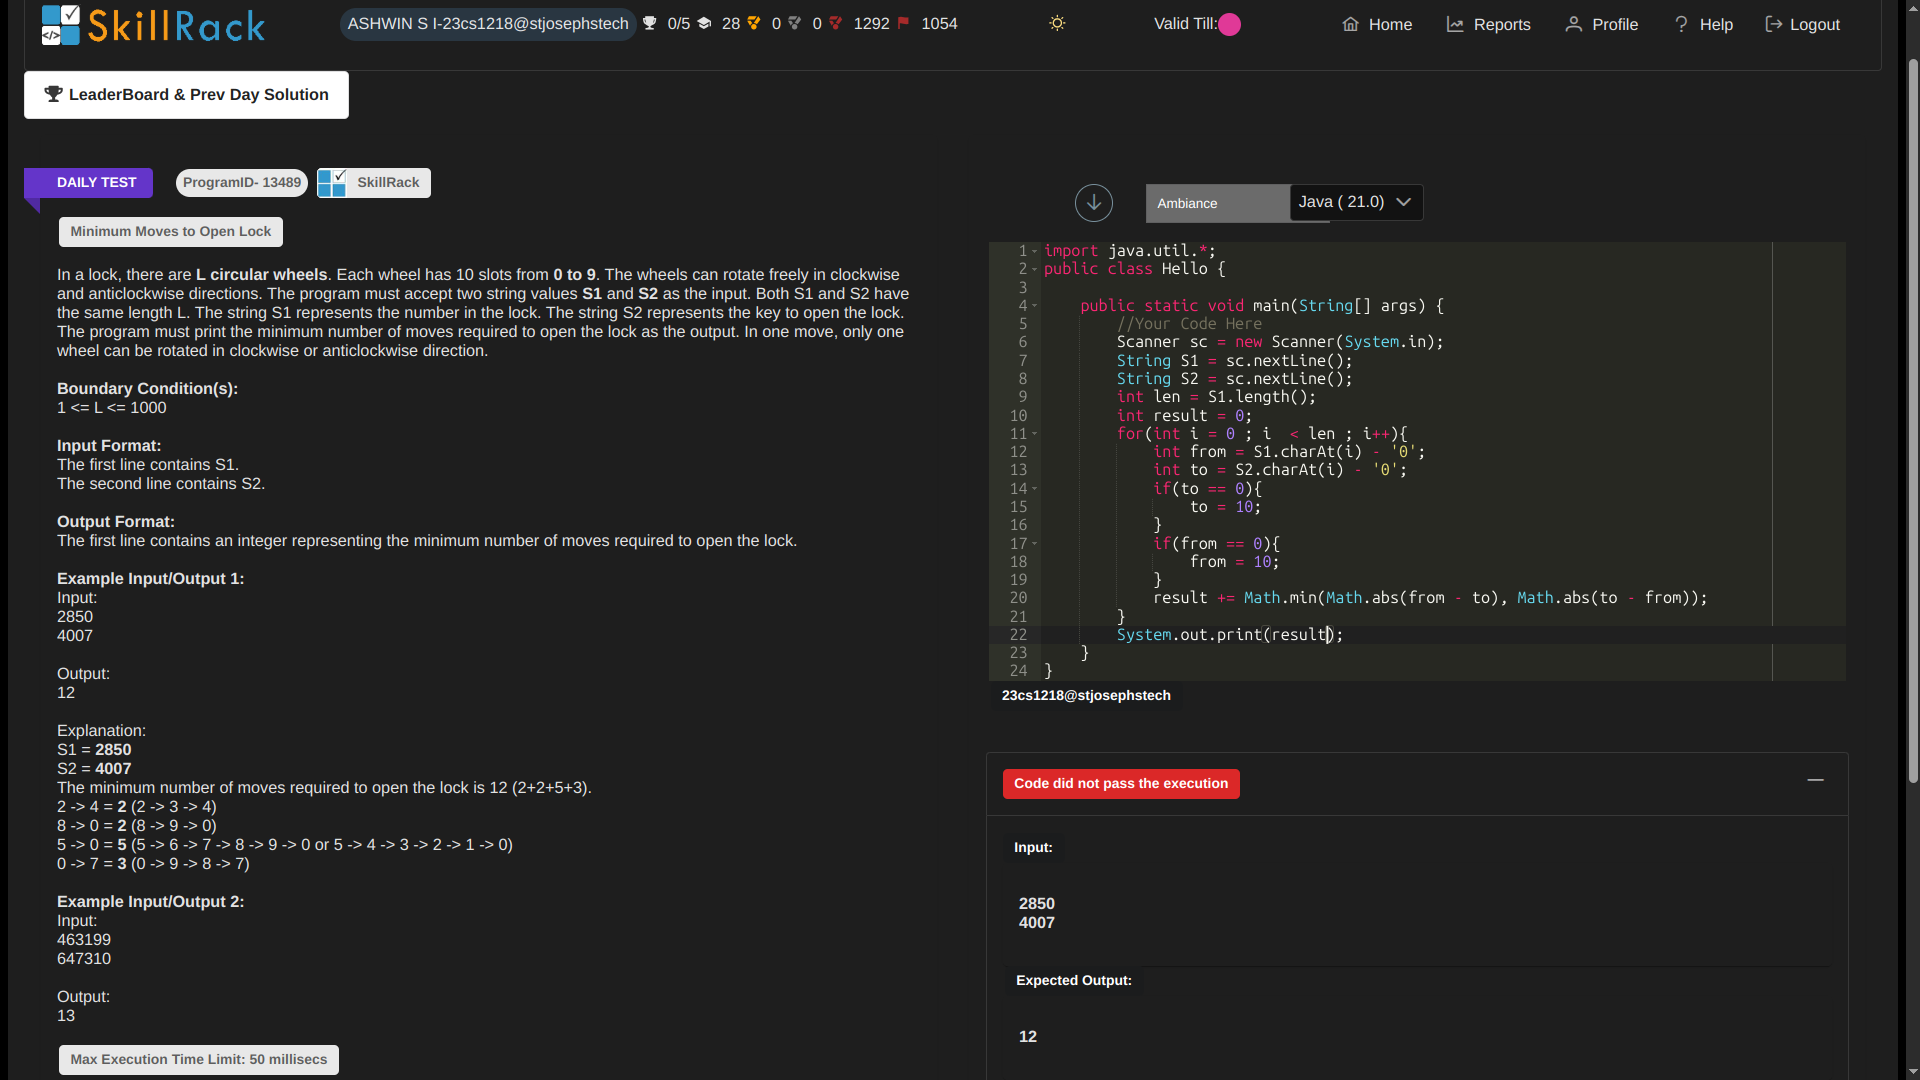 SkillRack
ASHWIN S I-23cs1218@stjosephstech 0/5 28 0 0 1292 1054
Valid Till:
Home Reports Profile Help Logout
LeaderBoard & Prev Day Solution
DAILY TEST ProgramID- 13489 SkillRack
Minimum Moves to Open Lock
In a lock, there are L circular wheels. Each wheel has 10 slots from 0 to 9. The wheels can rotate freely in clockwise
and anticlockwise directions. The program must accept two string values S1 and S2 as the input. Both S1 and S2 have
the same length L. The string S1 represents the number in the lock. The string S2 represents the key to open the lock.
The program must print the minimum number of moves required to open the lock as the output. In one move, only one
wheel can be rotated in clockwise or anticlockwise direction.
Boundary Condition(s):
1 <= L <= 1000
Input Format:
The first line contains S1.
The second line contains S2.
Output Format:
The first line contains an integer representing the minimum number of moves required to open the lock.
Example Input/Output 1:
Input:
2850
4007
Output:
12
Explanation:
S1 = 2850
S2 = 4007
The minimum number of moves required to open the lock is 12 (2+2+5+3).
2 -> 4 = 2 (2 -> 3 -> 4)
8 -> 0 = 2 (8 -> 9 -> 0)
5 -> 0 = 5 (5 -> 6 -> 7 -> 8 -> 9 -> 0 or 5 -> 4 -> 3 -> 2 -> 1 -> 0)
0 -> 7 = 3 (0 -> 9 -> 8 -> 7)
Example Input/Output 2:
Input:
463199
647310
Output:
13
Max Execution Time Limit: 50 millisecs
Ambiance
Java ( 21.0)
1 import java.util.*;
2 public class Hello {
3
4 public static void main(String[] args) {
5 //Your Code Here
6 Scanner sc = new Scanner(System.in);
7 String S1 = sc.nextLine();
8 String S2 = sc.nextLine();
9 int len = S1.length();
10 int result = 0;
11 for(int i = 0 ; i  < len ; i++){
12 int from = S1.charAt(i) - '0';
13 int to = S2.charAt(i) - '0';
14 if(to == 0){
15 to = 10;
16 }
17 if(from == 0){
18 from = 10;
19 }
20 result += Math.min(Math.abs(from - to), Math.abs(to - from));
21 }
22 System.out.print(result);
23 }
24 }
23cs1218@stjosephstech
Code did not pass the execution
Input:
2850
4007
Expected Output:
12